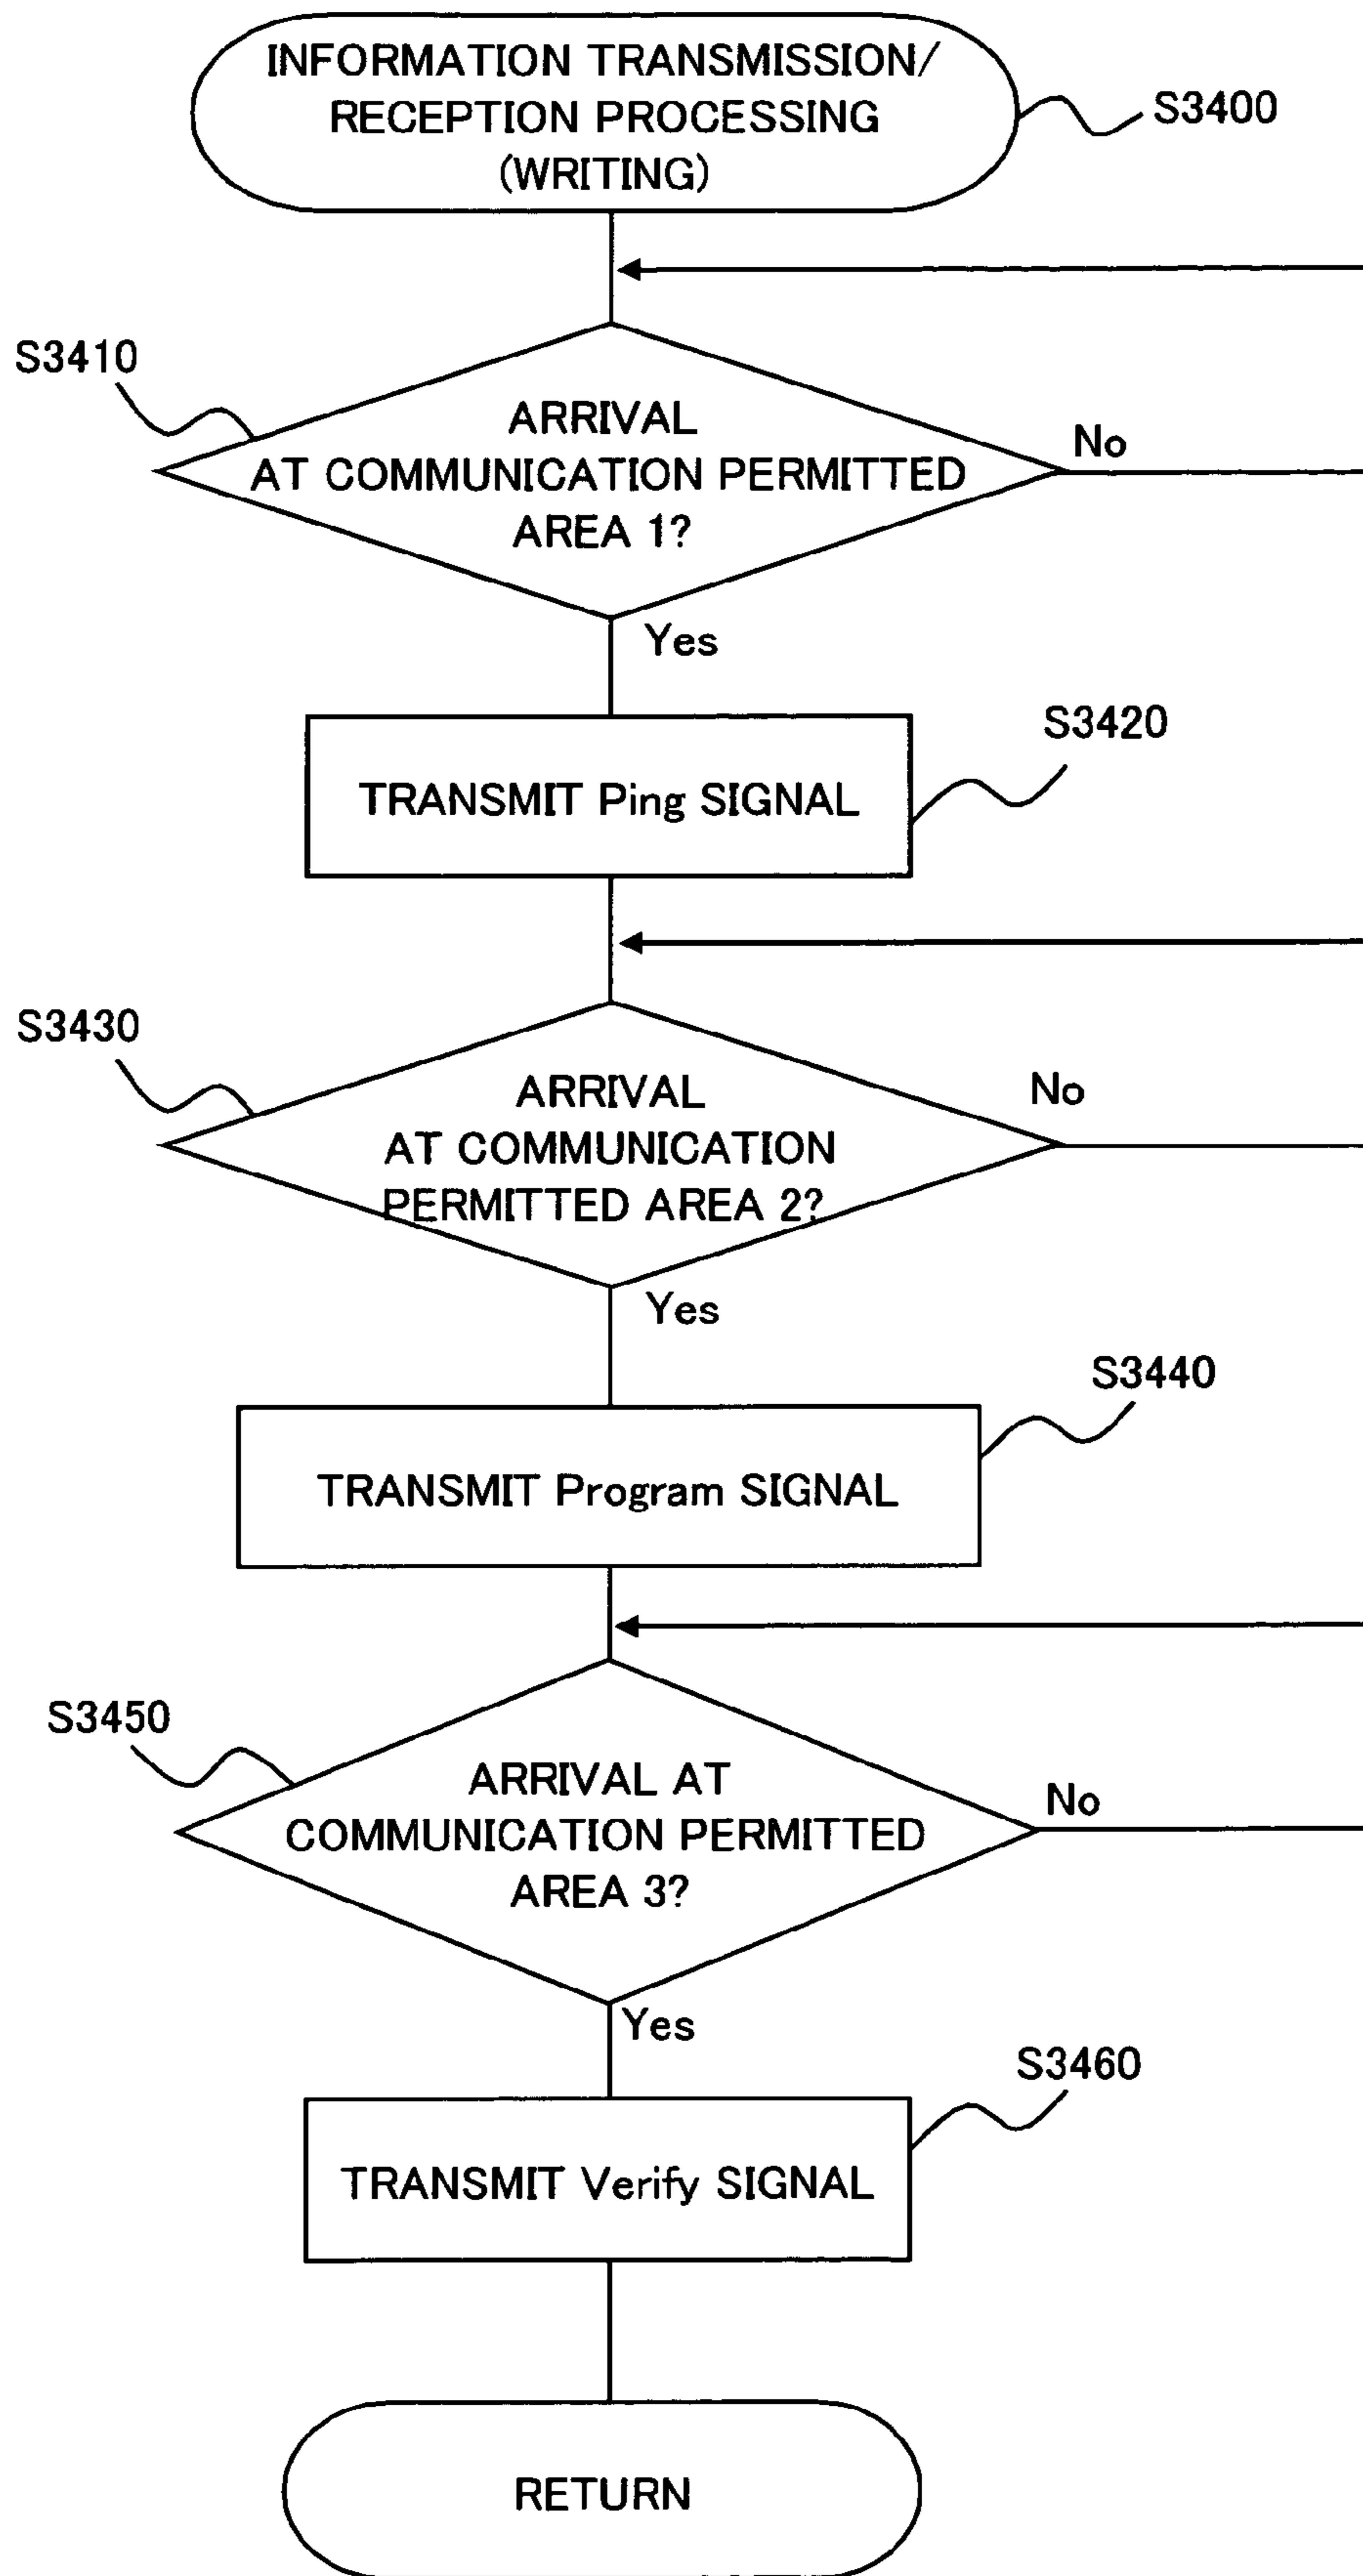 INFORMATION TRANSMISSION/
RECEPTION PROCESSING
(WRITING)
S3400
S3410
ARRIVAL
AT COMMUNICATION PERMITTED
AREA 1?
No
Yes
S3420
TRANSMIT Ping SIGNAL
S3430
ARRIVAL
AT COMMUNICATION
PERMITTED AREA 2?
No
Yes
S3440
TRANSMIT Program SIGNAL
S3450
ARRIVAL AT
COMMUNICATION PERMITTED
AREA 3?
No
Yes
S3460
TRANSMIT Verify SIGNAL
RETURN